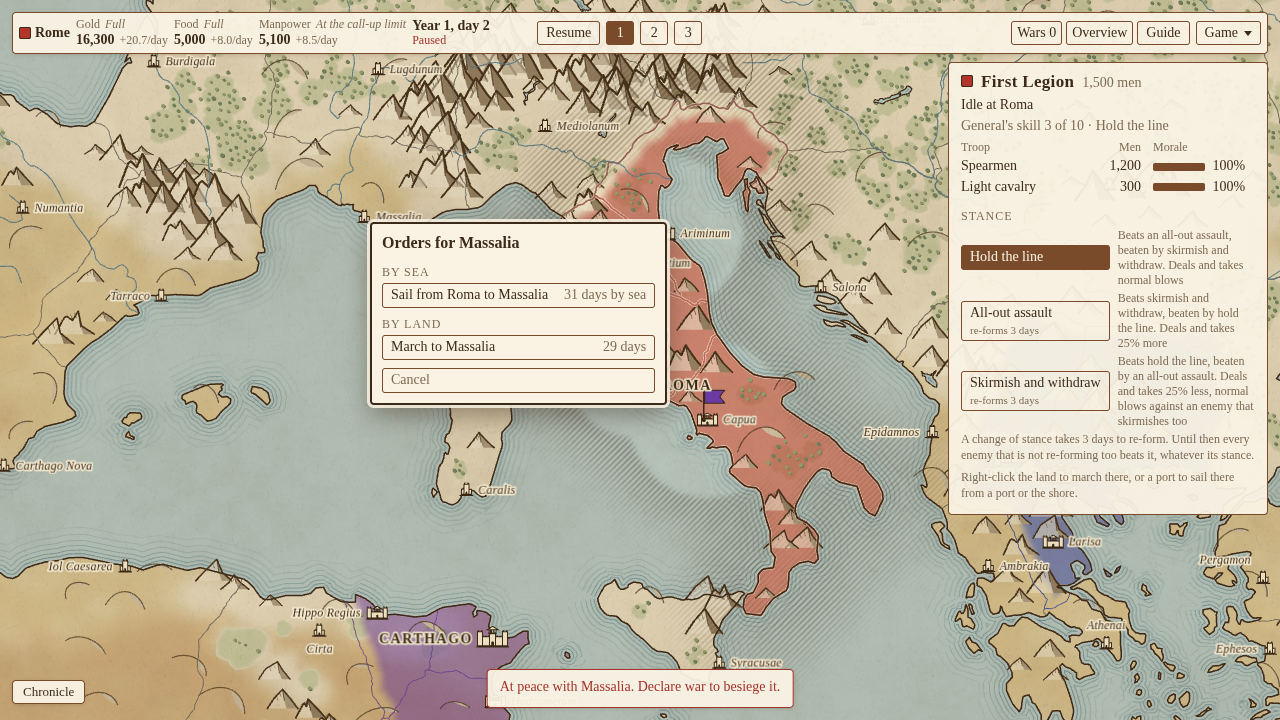 Rome
Gold Full
16,300 +20.7/day
Food Full
5,000 +8.0/day
Manpower At the call-up limit
5,100 +8.5/day
Year 1, day 2
Paused
Resume
1
2
3
Wars 0
Overview
Guide
Game
Burdigala
Lugdunum
Mediolanum
Numantia
Massalia
Ariminum
Salona
Tarraco
First Legion 1,500 men
Idle at Roma
General's skill 3 of 10 · Hold the line
Troop Men Morale
Spearmen 1,200 100%
Light cavalry 300 100%
STANCE
Hold the line
Beats an all-out assault,
beaten by skirmish and
withdraw. Deals and takes
normal blows
All-out assault
re-forms 3 days
Beats skirmish and
withdraw, beaten by hold
the line. Deals and takes
25% more
Skirmish and withdraw
re-forms 3 days
Beats hold the line, beaten
by an all-out assault. Deals
and takes 25% less, normal
blows against an enemy that
skirmishes too
A change of stance takes 3 days to re-form. Until then every
enemy that is not re-forming too beats it, whatever its stance.
Right-click the land to march there, or a port to sail there
from a port or the shore.
Orders for Massalia
BY SEA
Sail from Roma to Massalia 31 days by sea
BY LAND
March to Massalia 29 days
Cancel
OMA
Capua
Epidamnos
Carthago Nova
Caralis
Larisa
Ambrakia
Pergamon
Iol Caesarea
Hippo Regius
CARTHAGO
Cirta
Athenai
Ephesos
Syracusae
At peace with Massalia. Declare war to besiege it.
Chronicle